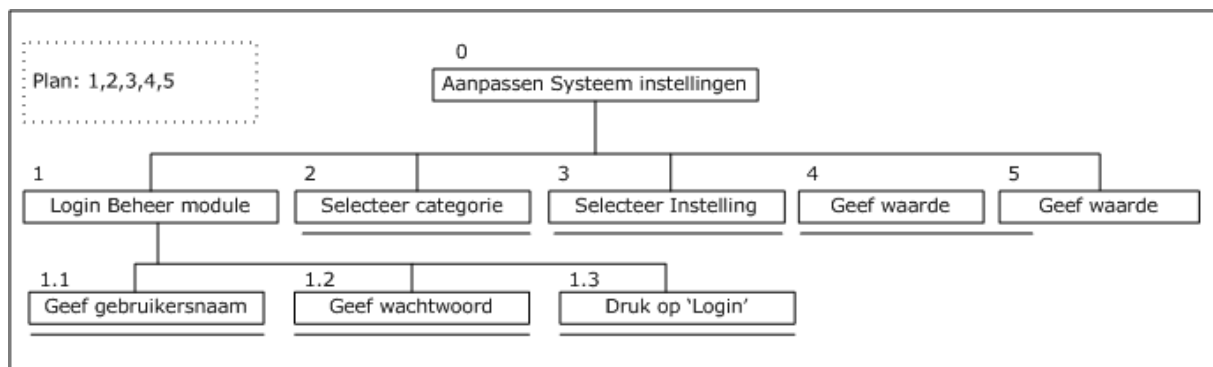 0
Plan: 1,2,3,4,5
Aanpassen Systeem instellingen
1 2 3 4 5
Login Beheer module Selecteer categorie Selecteer Instelling Geef waarde Geef waarde
1.1 1.2 1.3
Geef gebruikersnaam Geef wachtwoord Druk op ‘Login’